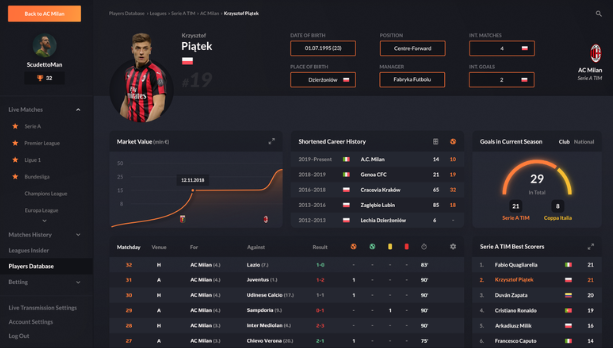 Back to AC Milan
Players Database > Leagues > Serie A TIM > AC Milan > Krzysztof Piątek
ScudettoMan
32
Krzysztof
Piątek
#19
DATE OF BIRTH
01.07.1995 (23)
POSITION
Centre-Forward
INT. MATCHES
4
PLACE OF BIRTH
Dzierżoniów
MANAGER
Fabryka Futbolu
INT. GOALS
2
AC Milan
Serie A TIM
Live Matches
Serie A
Premier League
Ligue 1
Bundesliga
Champions League
Europa League
Matches History
Leagues Insider
Players Database
Betting
Live Transmission Settings
Account Settings
Log Out
Market Value (mln €)
12.11.2018
Shortened Career History
2019-Present A.C. Milan 14 10
2018-2019 Genoa CFC 21 19
2016-2018 Cracovia Kraków 65 32
2013-2016 Zagłębie Lubin 85 18
2012-2013 Lechia Dzierżoniów 6 -
Goals in Current Season Club National
29
In Total
21
Serie A TIM
8
Coppa Italia
Matchday Venue For Against Result
32 H AC Milan (4.) Lazio (7.) 1-0 - - - - 83'
31 A AC Milan (4.) Juventus (1.) 1-2 1 - - - 90'
30 H AC Milan (4.) Udinese Calcio (17.) 1-1 1 - - - 90'
29 A AC Milan (4.) Sampdoria (9.) 0-1 - - 1 - 90'
28 H AC Milan (3.) Inter Mediolan (4.) 2-3 - - - - 90'
27 A AC Milan (3.) Chievo Verona (20.) 2-1 1 - - - 90'
Serie A TIM Best Scorers
1. Fabio Quagliarella 21
2. Krzysztof Piątek 21
3. Duván Zapata 20
4. Cristiano Ronaldo 19
5. Arkadiusz Milik 16
6. Francesco Caputo 14